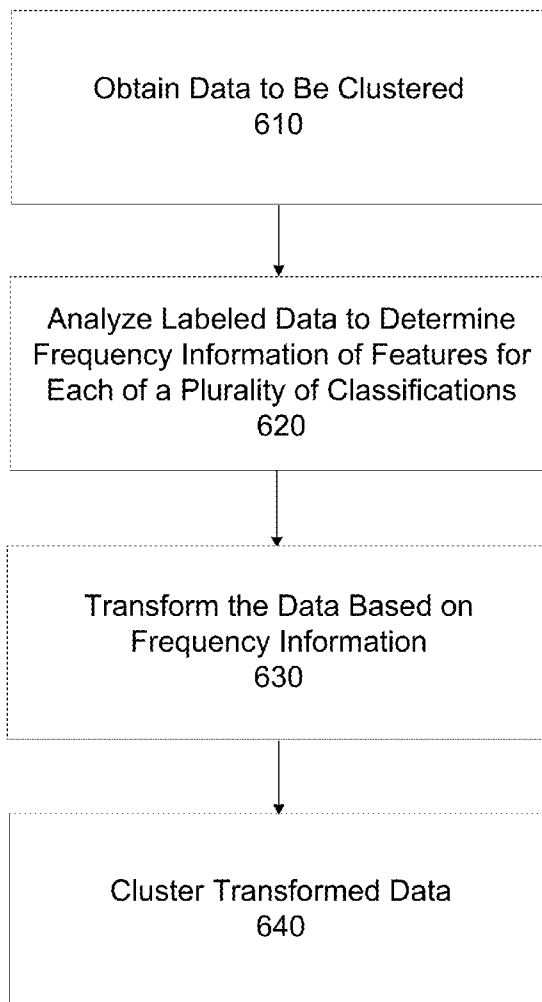 Obtain Data to Be Clustered
610
Analyze Labeled Data to Determine
Frequency Information of Features for
Each of a Plurality of Classifications
620
Transform the Data Based on
Frequency Information
630
Cluster Transformed Data
640